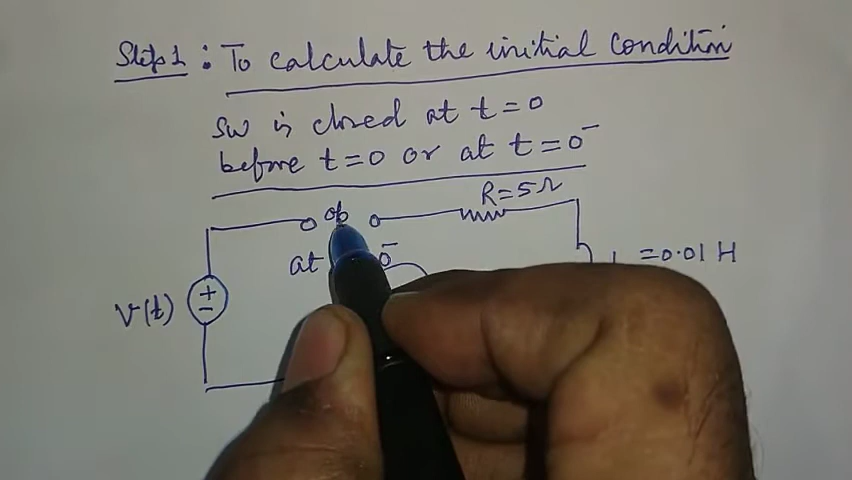 Step 1 : To calculate the initial condition
SW is closed at t=0
before t=0 or at t=0⁻
R=5Ω
at 0⁻
=0.01 H
V(t)
+
-